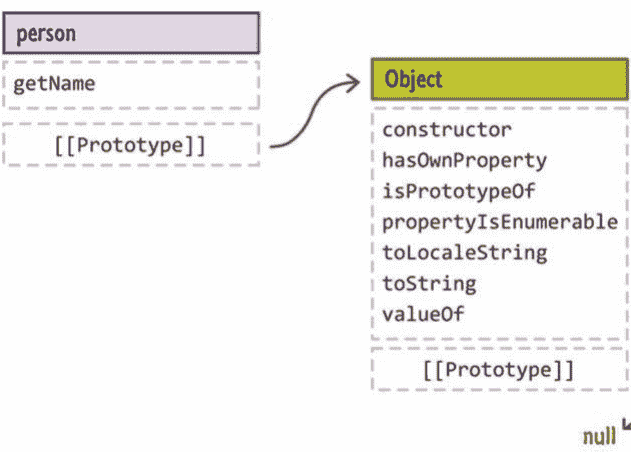 person
getName
[[Prototype]]
Object
constructor
hasOwnProperty
isPrototypeOf
propertyIsEnumerable
toLocaleString
toString
valueOf
[[Prototype]]
null